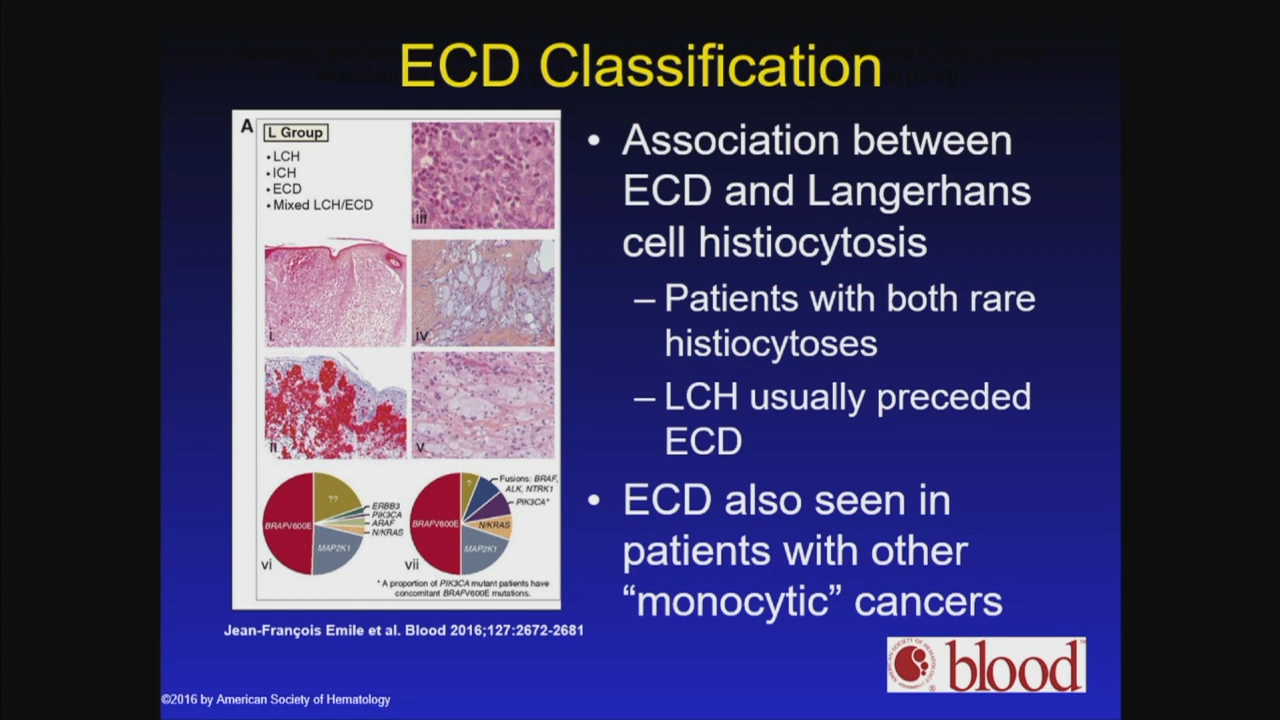 ECD Classification
A
L Group
• LCH
• ICH
• ECD
• Mixed LCH/ECD
iii
i
iv
ii
v
??
BRAFV600E
MAP2K1
ERBB3
PIK3CA
ARAF
N/KRAS
vi
?
BRAFV600E
MAP2K1
Fusions: BRAF,
ALK, NTRK1
PIK3CA*
N/KRAS
vii
* A proportion of PIK3CA mutant patients have
concomitant BRAFV600E mutations.
Jean-François Emile et al. Blood 2016;127:2672-2681
• Association between
ECD and Langerhans
cell histiocytosis
– Patients with both rare
histiocytoses
– LCH usually preceded
ECD
• ECD also seen in
patients with other
“monocytic” cancers
blood
©2016 by American Society of Hematology